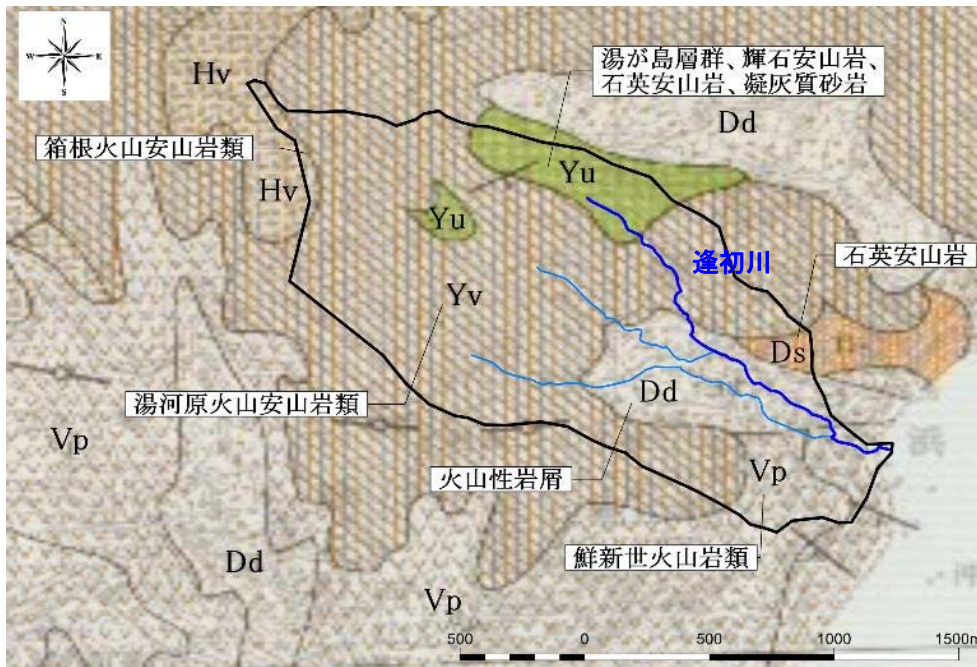 N
W
E
S
Hv
湯が島層群、輝石安山岩、
石英安山岩、凝灰質砂岩
Dd
箱根火山安山岩類
Hv
Yu
Yu
逢初川
石英安山岩
Yv
Ds
湯河原火山安山岩類
Dd
Vp
火山性岩屑
Vp
浜
鮮新世火山岩類
Dd
Vp
500
0
500
1000
1500m